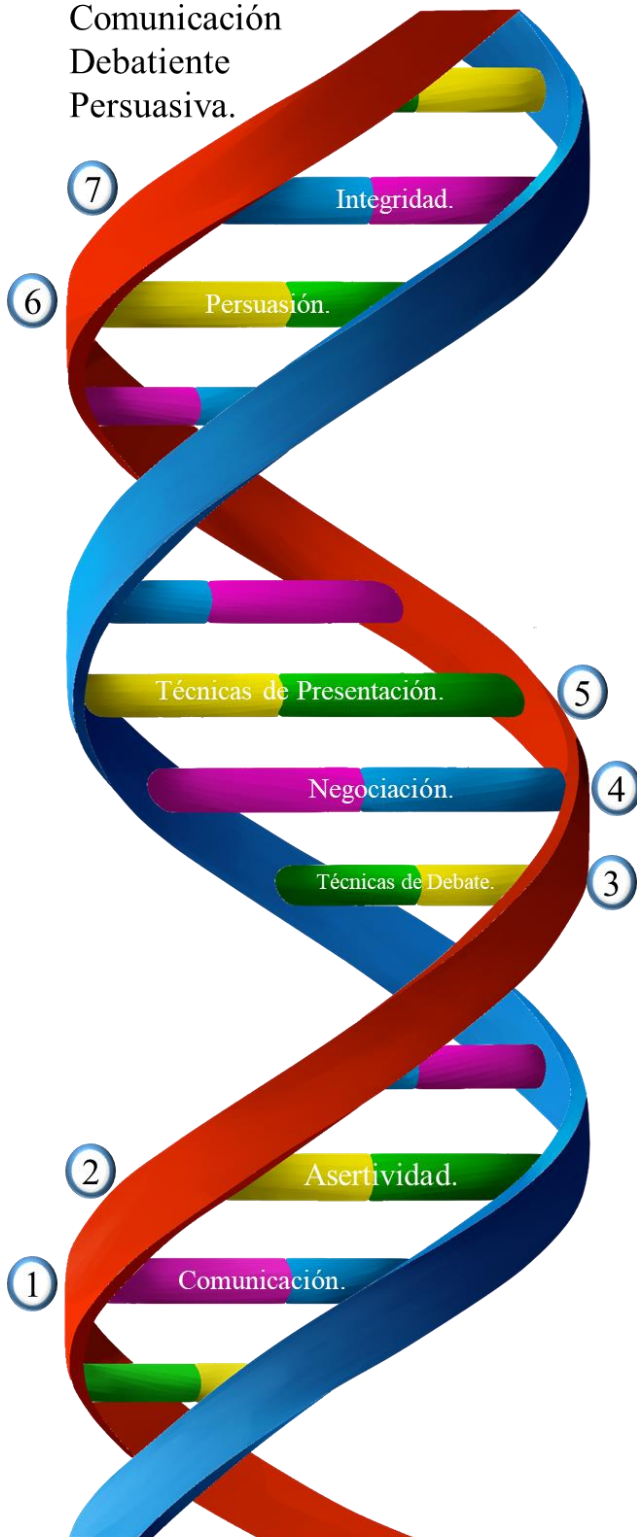 Comunicación
Debatiente
Persuasiva.
7
Integridad.
6
Persuasión.
Técnicas de Presentación.
5
Negociación.
4
Técnicas de Debate.
3
2
Asertividad.
1
Comunicación.